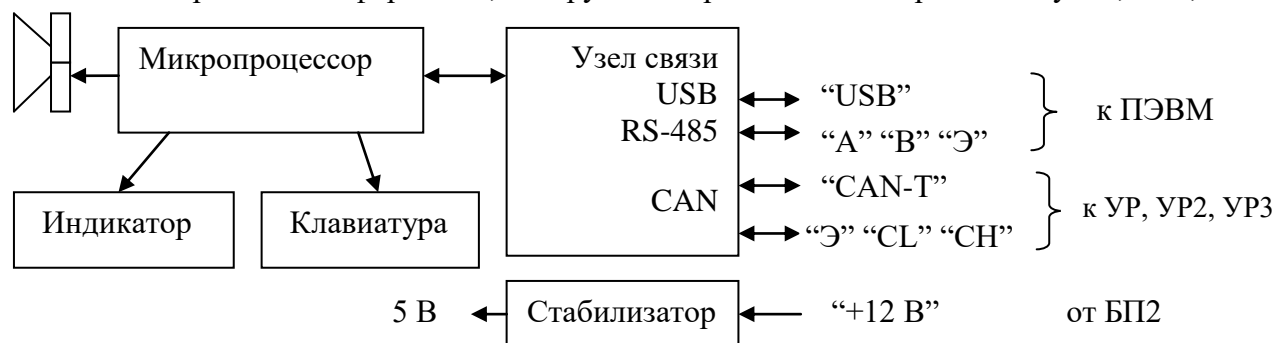 Микропроцессор
Узел связи
USB “USB”
к ПЭВМ
RS-485 “А” “В” “Э”
CAN “CAN-T”
к УР, УР2, УР3
“Э” “CL” “CH”
Индикатор Клавиатура
5 В Стабилизатор “+12 В” от БП2